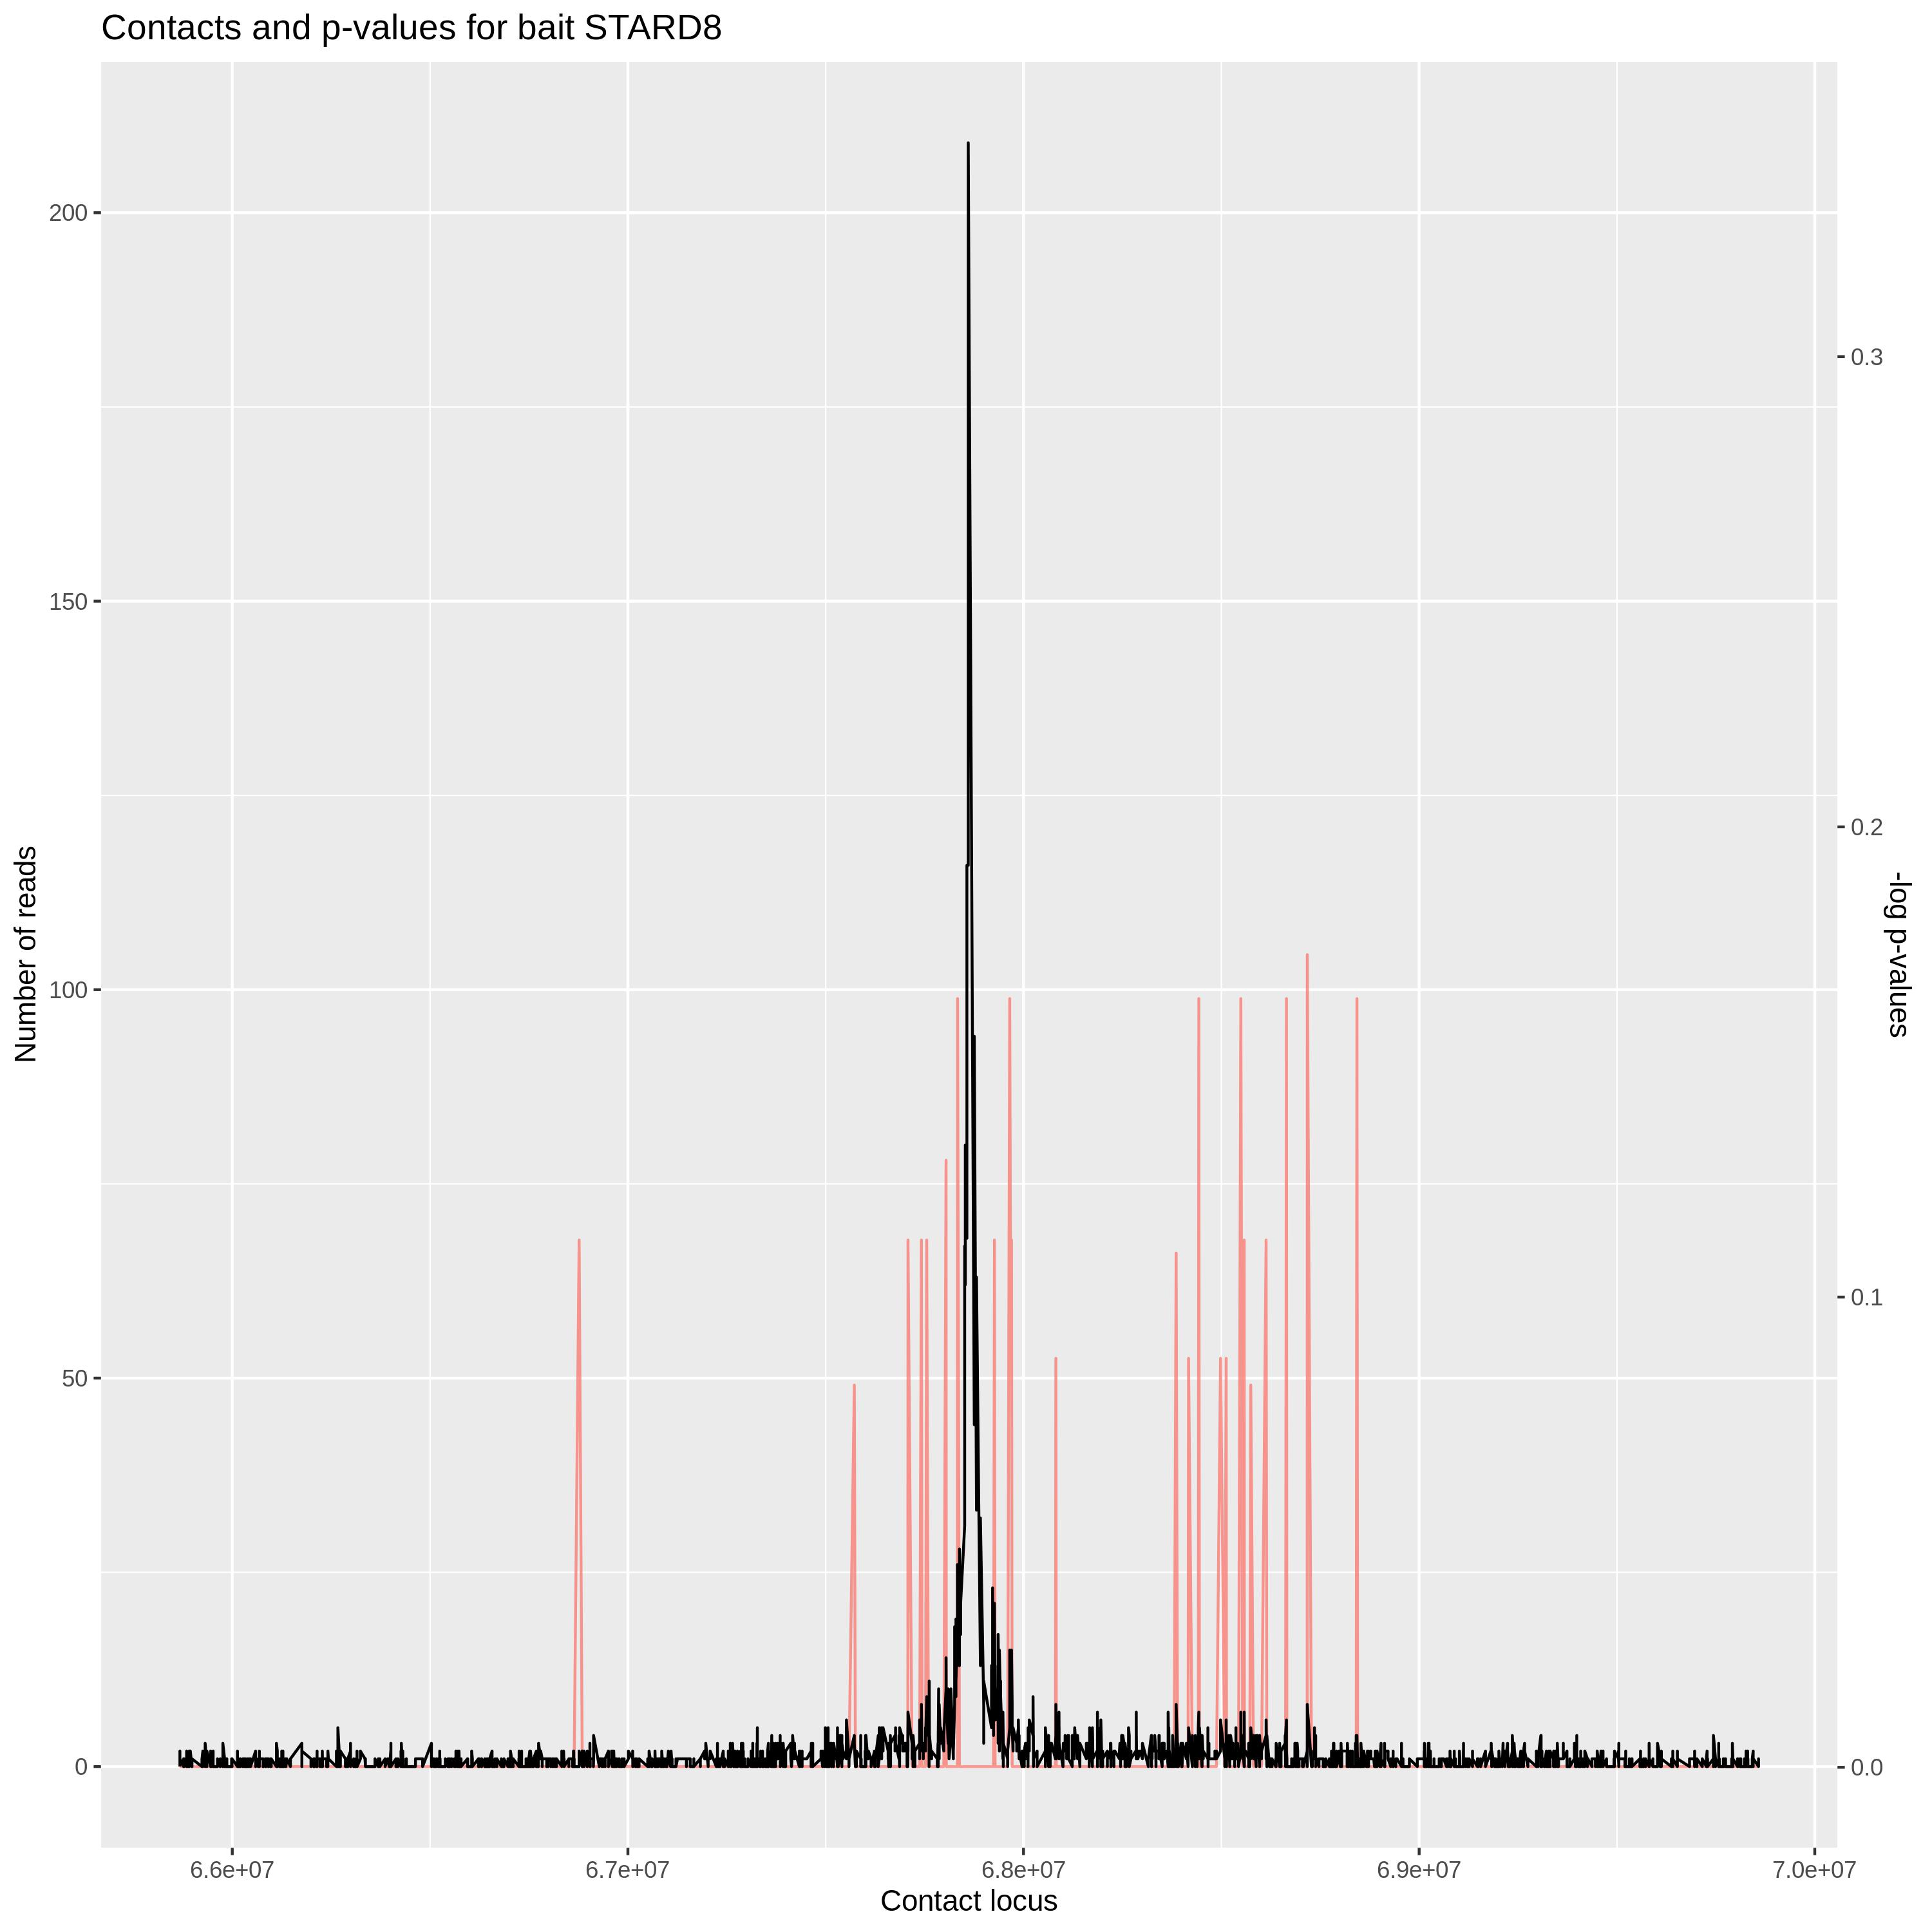 Contacts and p-values for bait STARD8
200
150
100
50
0
Number of reads
0.3
0.2
0.1
0.0
-log p-values
6.6e+07
6.7e+07
6.8e+07
6.9e+07
7.0e+07
Contact locus